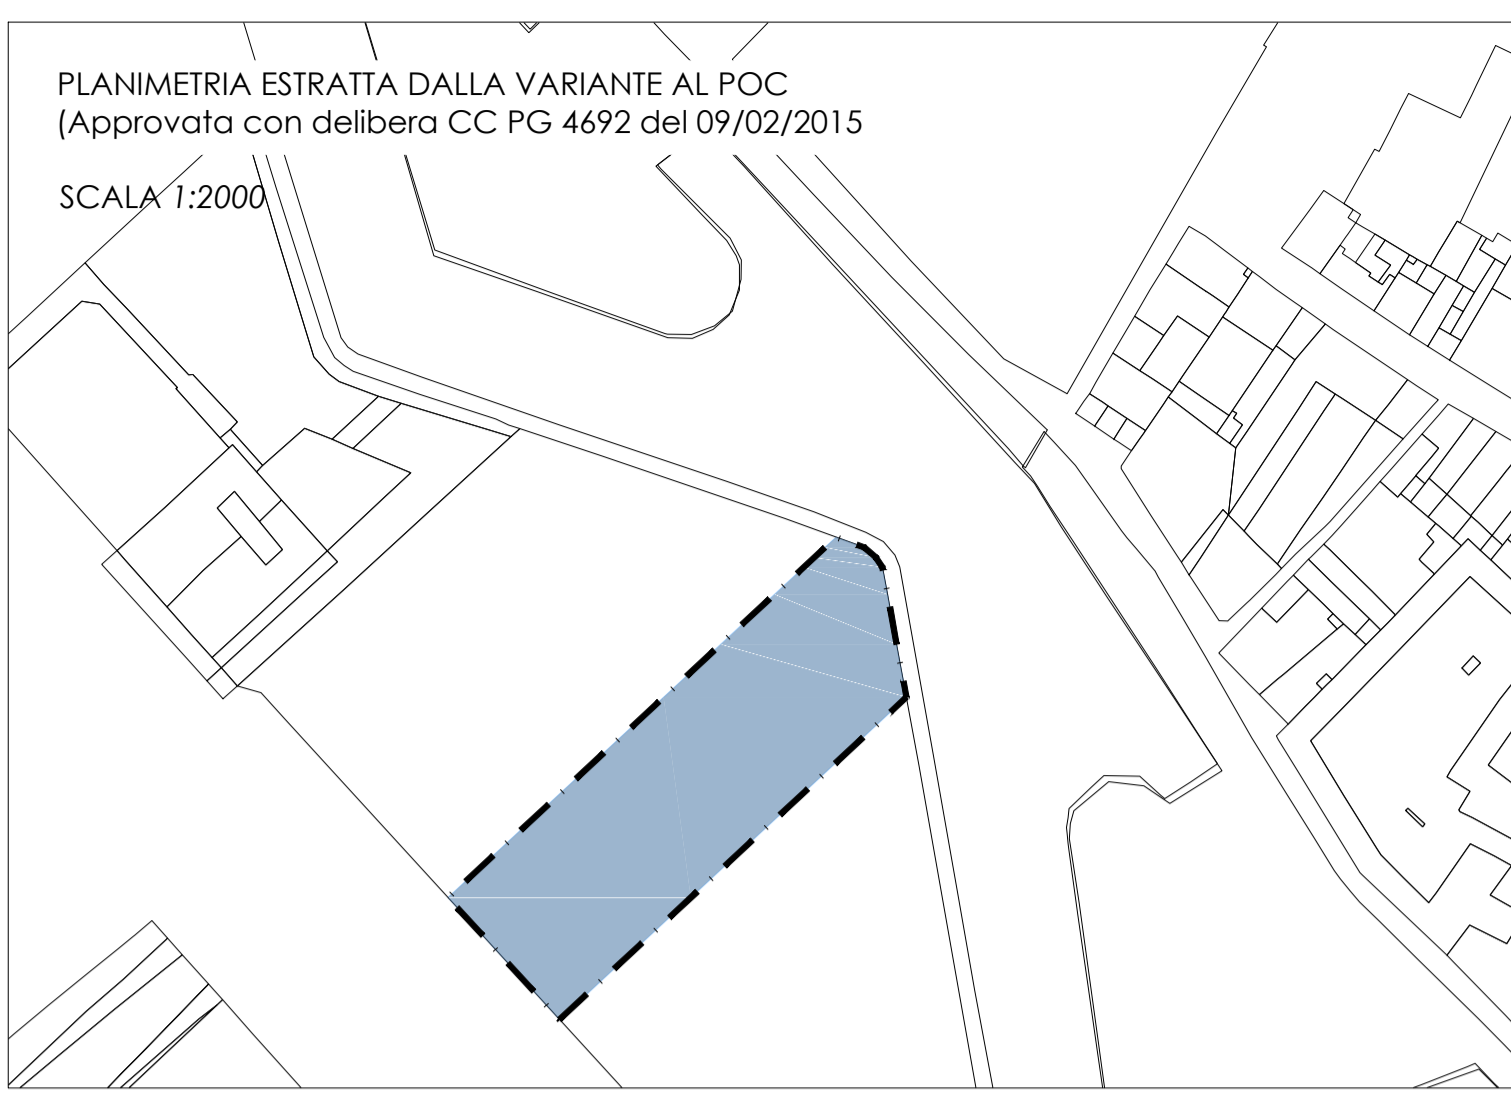 PLANIMETRIA ESTRATTA DALLA VARIANTE AL POC
(Approvata con delibera CC PG 4692 del 09/02/2015
SCALA 1:2000